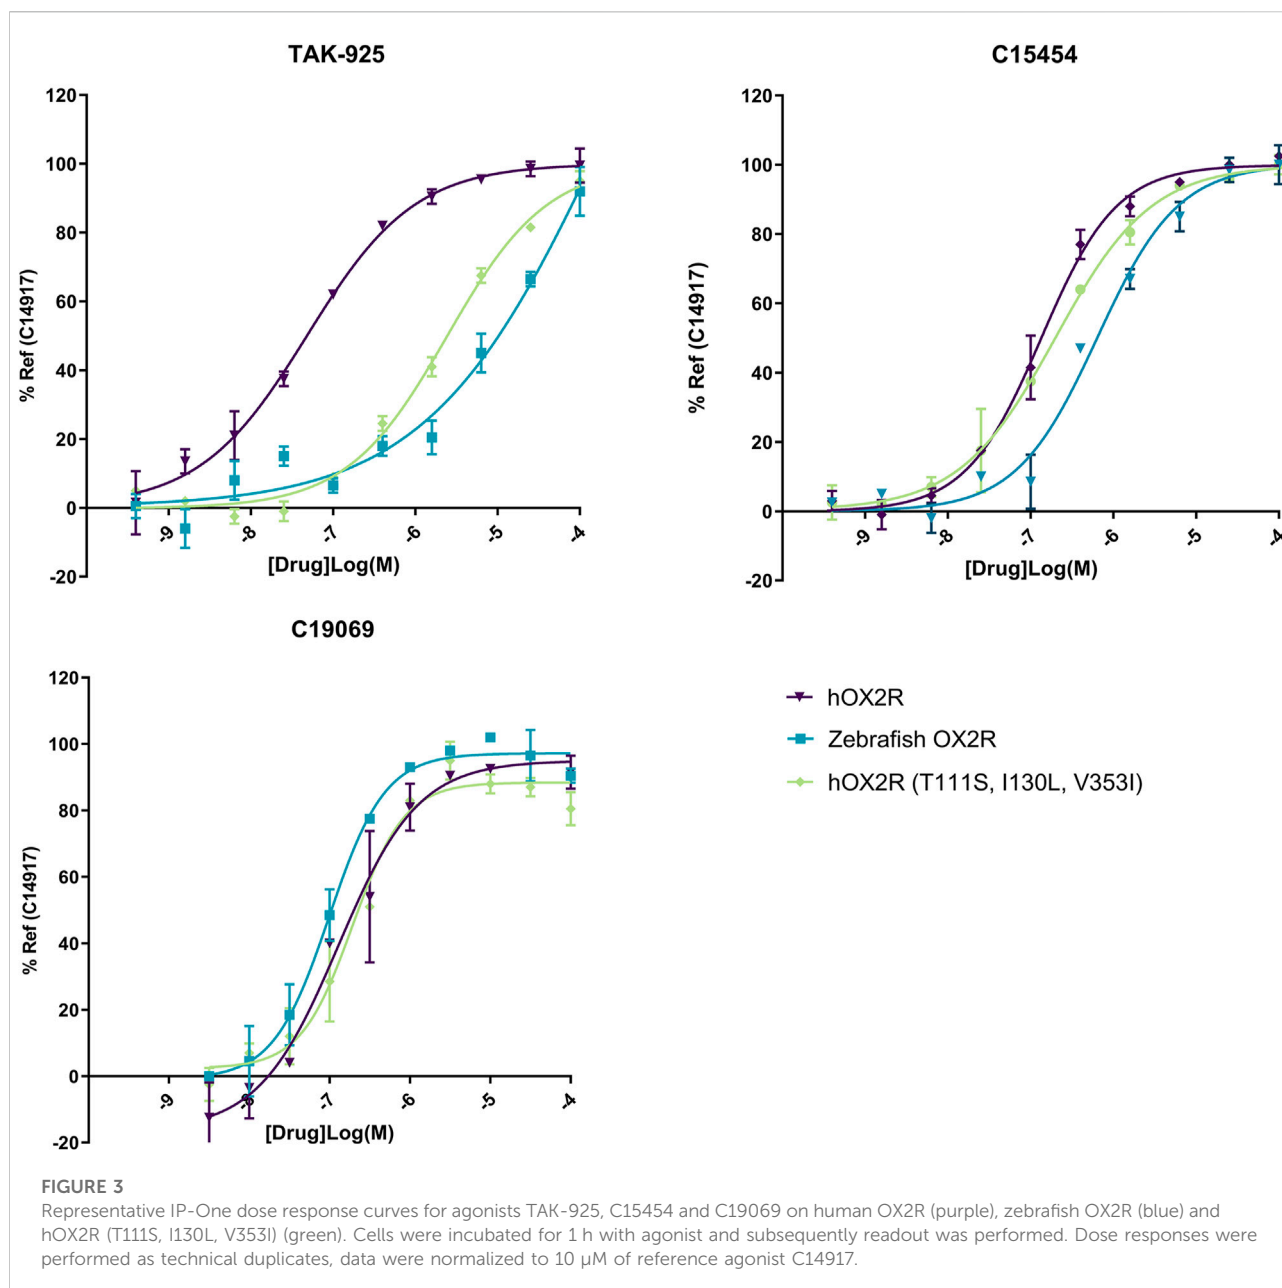 TAK-925
120
100
80
60
40
20
0
-20
% Ref (C14917)
-9
-8
-7
-6
-5
-4
[Drug]Log(M)
C15454
120
100
80
60
40
20
0
-20
% Ref (C14917)
-9
-8
-7
-6
-5
-4
[Drug]Log(M)
C19069
120
100
80
60
40
20
0
-20
% Ref (C14917)
-9
-8
-7
-6
-5
-4
[Drug]Log(M)
hOX2R
Zebrafish OX2R
hOX2R (T111S, I130L, V353I)
FIGURE 3
Representative IP-One dose response curves for agonists TAK-925, C15454 and C19069 on human OX2R (purple), zebrafish OX2R (blue) and
hOX2R (T111S, I130L, V353I) (green). Cells were incubated for 1 h with agonist and subsequently readout was performed. Dose responses were
performed as technical duplicates, data were normalized to 10 µM of reference agonist C14917.